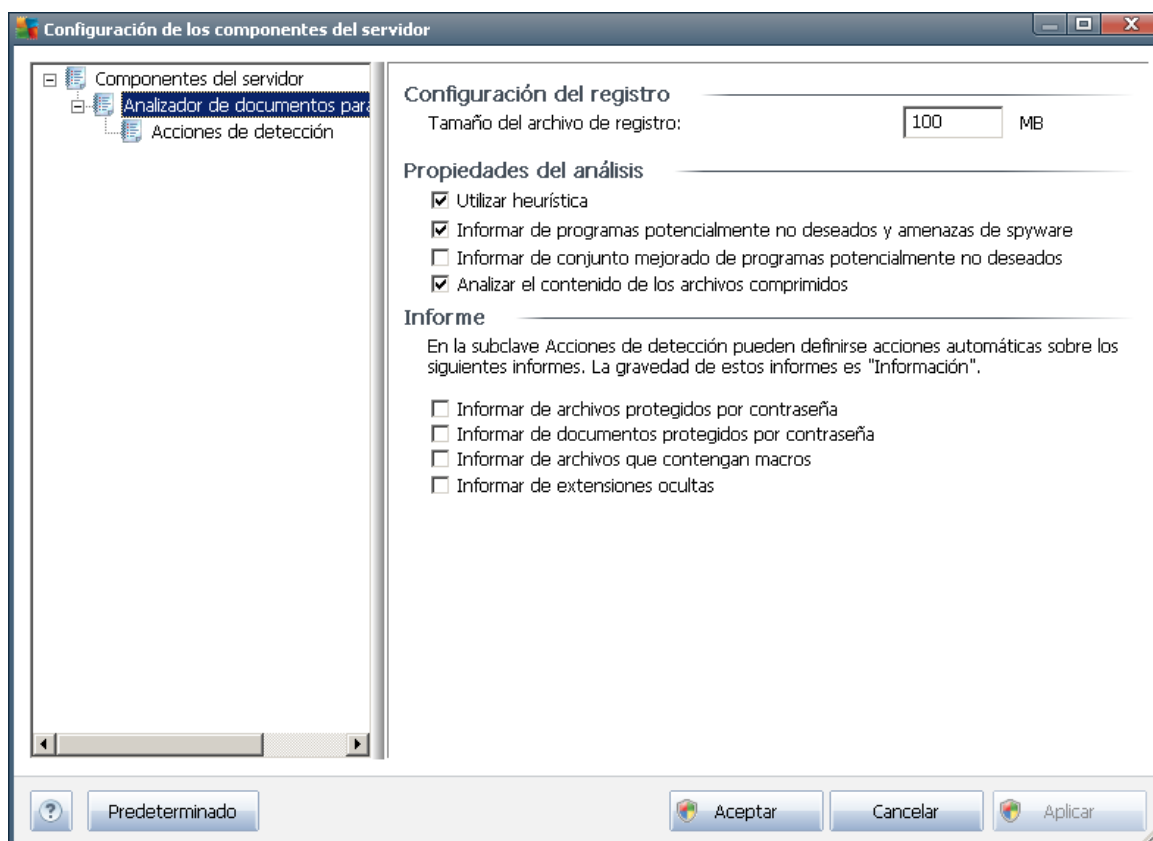 Configuración de los componentes del servidor
Componentes del servidor
Analizador de documentos para
Acciones de detección
Configuración del registro
Tamaño del archivo de registro: 100 MB
Propiedades del análisis
Utilizar heurística
Informar de programas potencialmente no deseados y amenazas de spyware
Informar de conjunto mejorado de programas potencialmente no deseados
Analizar el contenido de los archivos comprimidos
Informe
En la subclave Acciones de detección pueden definirse acciones automáticas sobre los
siguientes informes. La gravedad de estos informes es "Información".
Informar de archivos protegidos por contraseña
Informar de documentos protegidos por contraseña
Informar de archivos que contengan macros
Informar de extensiones ocultas
? Predeterminado Aceptar Cancelar Aplicar